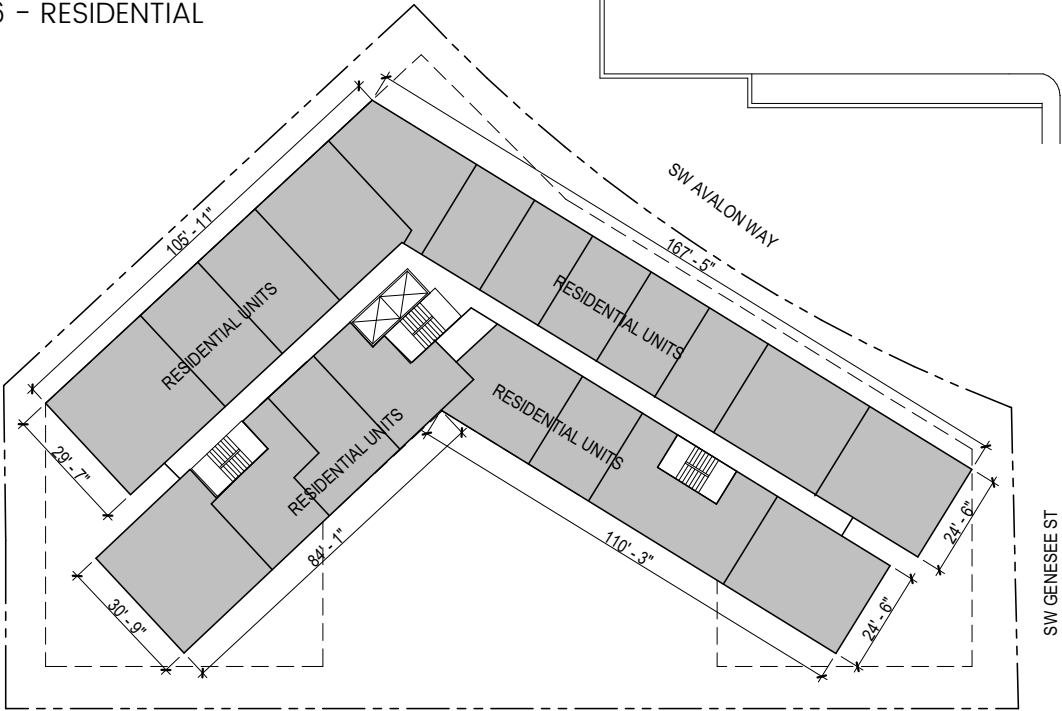 6 - RESIDENTIAL
SW AVALON WAY
105' - 11"
167' - 5"
RESIDENTIAL UNITS
RESIDENTIAL UNITS
RESIDENTIAL UNITS
RESIDENTIAL UNITS
29' - 7"
84' - 1"
110' - 3"
24' - 6"
30' - 9"
24' - 6"
SW GENESEE ST